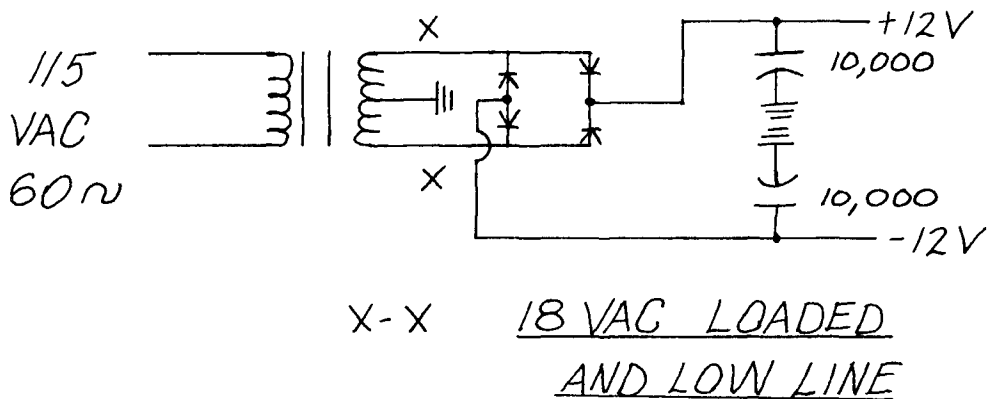 115
VAC
60~
X
X
+12V
10,000
10,000
-12V
X-X 18 VAC LOADED
AND LOW LINE